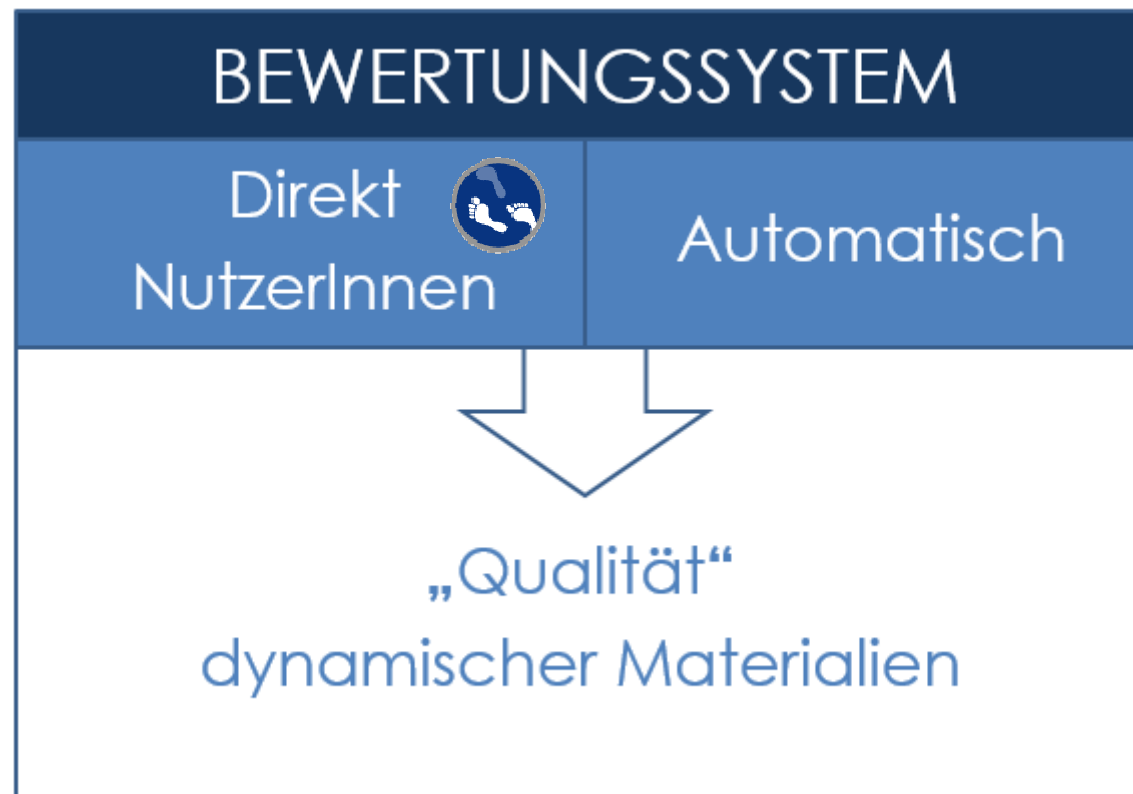 BEWERTUNGSSYSTEM
Direkt
NutzerInnen
Automatisch
„Qualität“
dynamischer Materialien